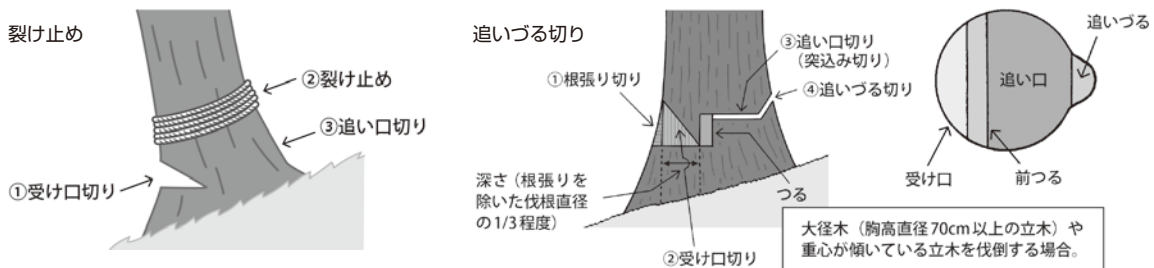 裂け止め
②裂け止め
③追い口切り
①受け口切り
追いづる切り
③追い口切り
（突込み切り）
①根張り切り
④追いづる切り
深さ（根張りを
除いた伐根直径
の1/3程度）
つる
②受け口切り
追いづる
追い口
受け口
前つる
大径木（胸高直径70cm以上の立木）や
重心が傾いている立木を伐倒する場合。